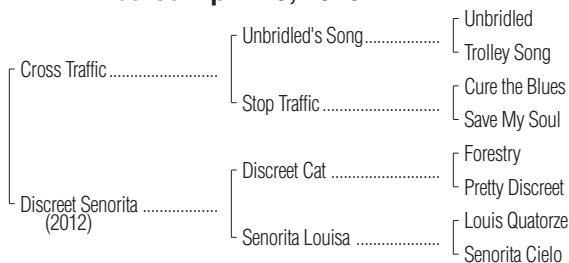 Unbridled
Unbridled's Song
Trolley Song
Cross Traffic
Cure the Blues
Stop Traffic
Save My Soul
Forestry
Discreet Cat
Pretty Discreet
Discreet Senorita
(2012)
Louis Quatorze
Senorita Louisa
Senorita Cielo